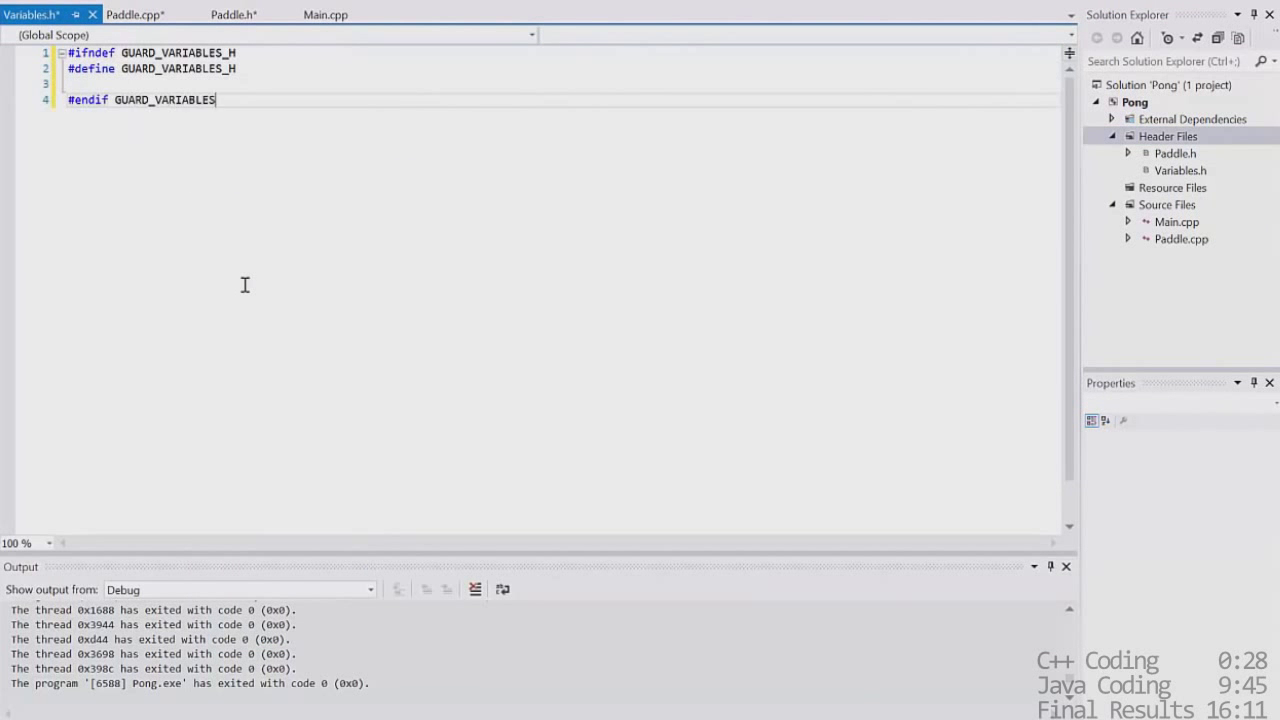 Variables.h* Paddle.cpp* Paddle.h* Main.cpp
(Global Scope)
1 #ifndef GUARD_VARIABLES_H
2 #define GUARD_VARIABLES_H
3
4 #endif GUARD_VARIABLES
100 %
Output
Show output from: Debug
The thread 0x1688 has exited with code 0 (0x0).
The thread 0x3944 has exited with code 0 (0x0).
The thread 0xd44 has exited with code 0 (0x0).
The thread 0x3698 has exited with code 0 (0x0).
The thread 0x398c has exited with code 0 (0x0).
The program '[6588] Pong.exe' has exited with code 0 (0x0).
Solution Explorer
Search Solution Explorer (Ctrl+;)
Solution 'Pong' (1 project)
Pong
External Dependencies
Header Files
Paddle.h
Variables.h
Resource Files
Source Files
Main.cpp
Paddle.cpp
Properties
C++ Coding 0:28
Java Coding 9:45
Final Results 16:11